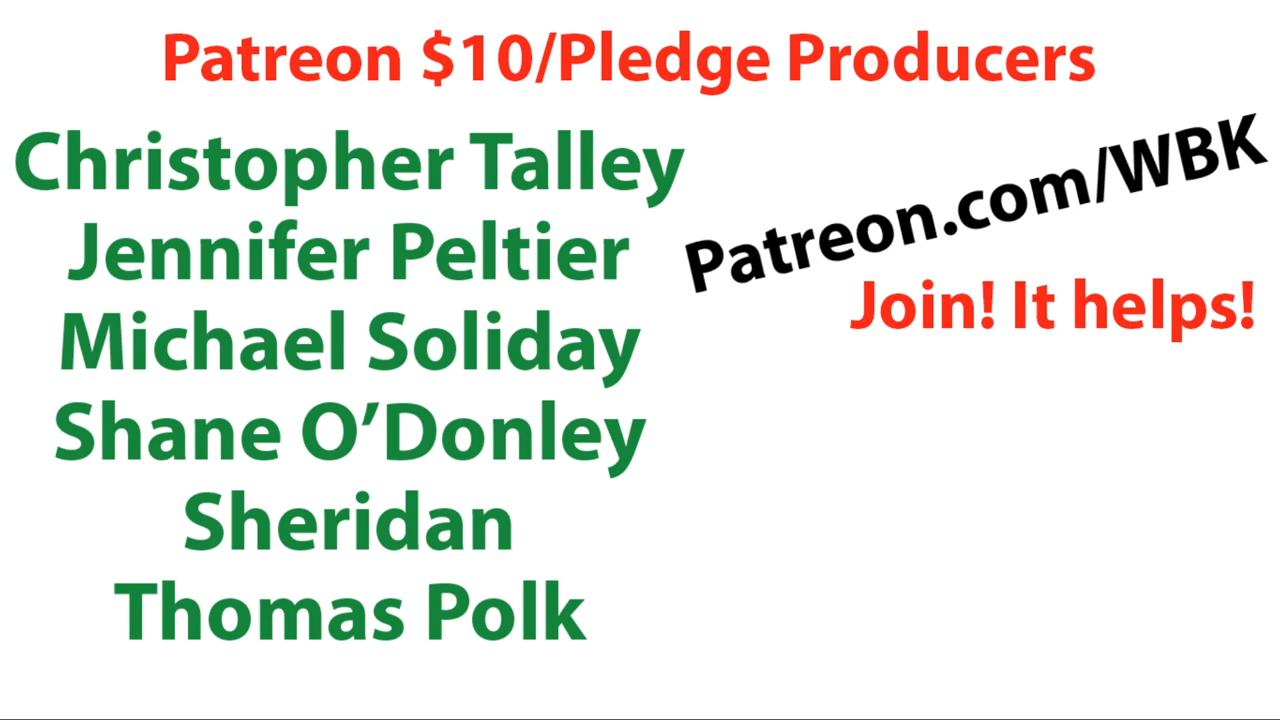 Patreon $10/Pledge Producers
Christopher Talley
Jennifer Peltier
Michael Soliday
Shane O’Donley
Sheridan
Thomas Polk
Patreon.com/WBK
Join! It helps!